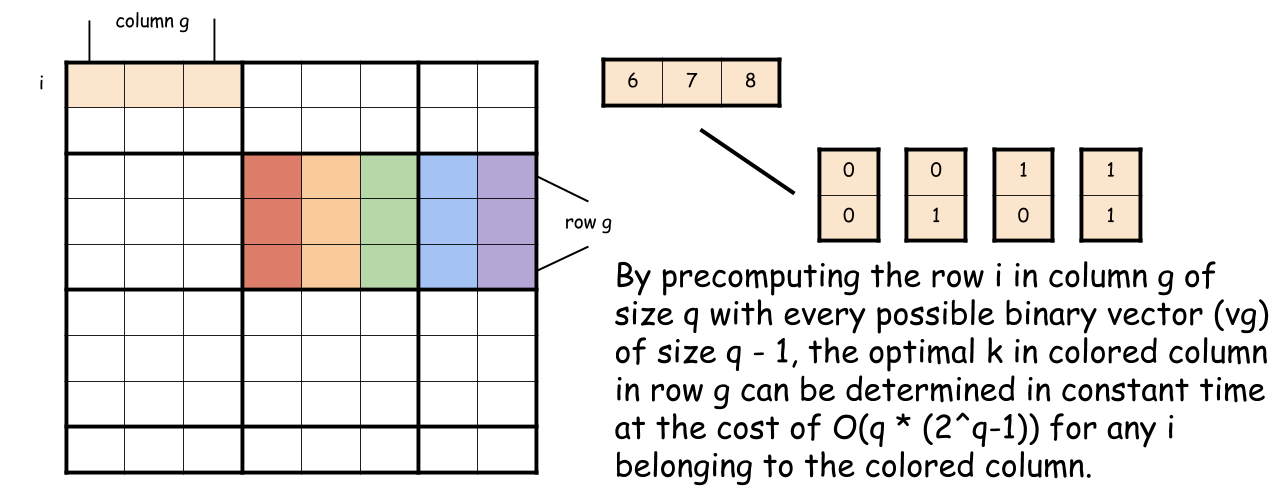 column g
i
6 7 8
0 0 1 1
0 1 0 1
row g
By precomputing the row i in column g of
size q with every possible binary vector (vg)
of size q - 1, the optimal k in colored column
in row g can be determined in constant time
at the cost of O(q * (2^q-1)) for any i
belonging to the colored column.